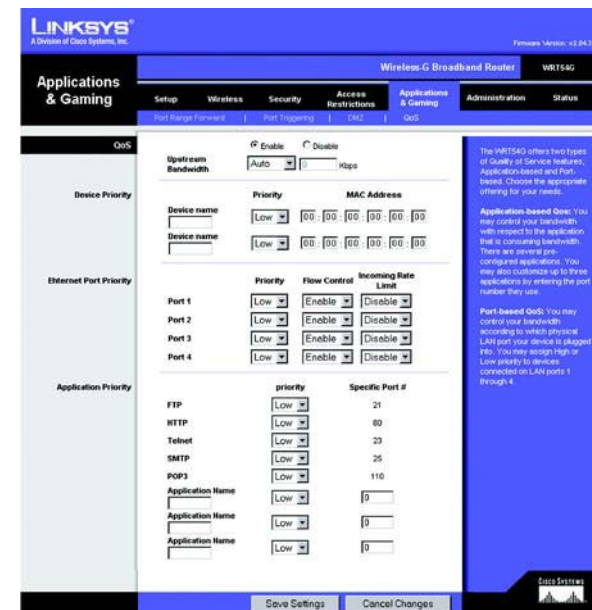 LINKSYS®
A Division of Cisco Systems, Inc.
Firmware Version: v2.04.3
Wireless-G Broadband Router WRT54G
Applications & Gaming
Setup Wireless Security Access Restrictions Applications & Gaming Administration Status
Port Range Forward | Port Triggering | DMZ | QoS
QoS
Enable Disable
Upstream Bandwidth Auto 0 Kbps
Device Priority
Priority MAC Address
Device name
Low 00 : 00 : 00 : 00 : 00 : 00
Device name
Low 00 : 00 : 00 : 00 : 00 : 00
Ehternet Port Priority
Priority Flow Control Incoming Rate Limit
Port 1 Low Enable Disable
Port 2 Low Enable Disable
Port 3 Low Enable Disable
Port 4 Low Enable Disable
Application Priority
priority Specific Port #
FTP Low 21
HTTP Low 80
Telnet Low 23
SMTP Low 25
POP3 Low 110
Application Name Low 0
Application Name Low 0
Application Name Low 0
The WRT54G offers two types
of Quality of Service features,
Application-based and Port-
based. Choose the appropriate
offering for your needs.
Application-based Qos: You
may control your bandwidth
with respect to the application
that is consuming bandwidth.
There are several pre-
configured applications. You
may also customize up to three
applications by entering the port
number they use.
Port-based QoS: You may
control your bandwidth
according to which physical
LAN port your device is plugged
into. You may assign High or
Low priority to devices
connected on LAN ports 1
through 4.
Save Settings Cancel Changes
CISCO SYSTEMS